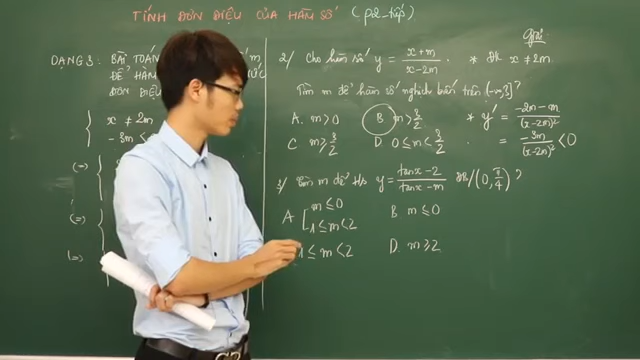 TÍNH ĐƠN ĐIỆU CỦA HÀM SỐ (p2_tiếp)
DẠNG 3: BÀI TOÁN
ĐỂ HÀM
ĐƠN ĐIỆU
{ x ≠ 2m
- 3m
(=)
(=)
(=)
2/ Cho hàm số y = (x+m)/(x-2m).
Tìm m để hàm số nghịch biến trên (-∞,3]?
A. m>0 B m>3/2
C m≥3/2 D 0≤m<3/2
3/ Tìm m để Hs y = (tanx-2)/(tanx-m) ĐB/(0,π/4)?
A [ m≤0
1≤m<2
B m≤0
1≤m<2 D. m≥2
Giải:
* ĐK x≠2m
* y' = (-2m-m)/(x-2m)²
= (-3m)/(x-2m)² <0